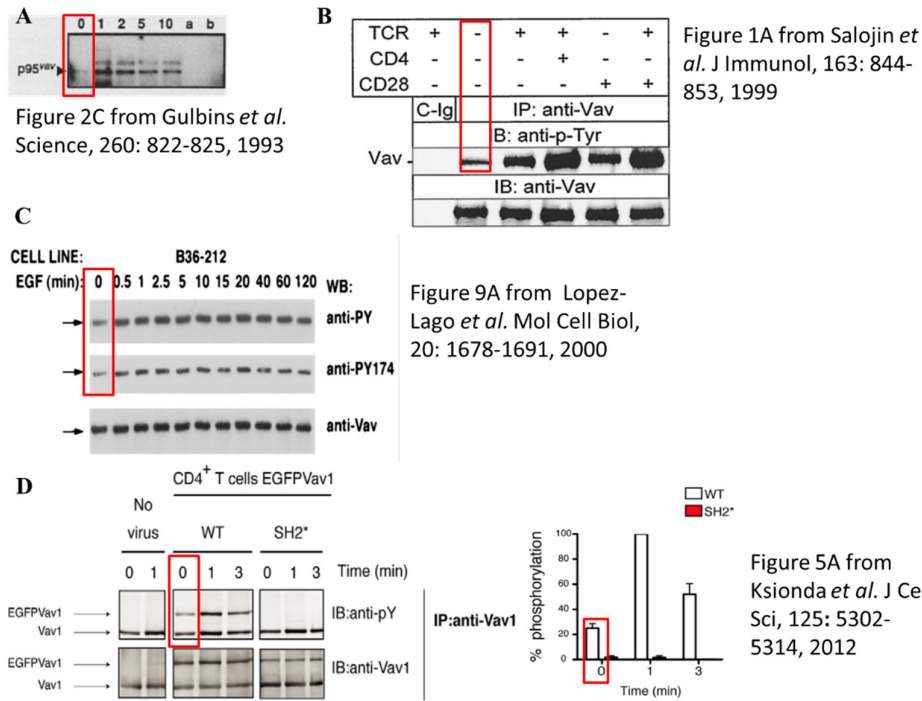 A
0 1 2 5 10 a b
p95vav
Figure 2C from Gulbins et al.
Science, 260: 822-825, 1993
B
TCR + - + + - +
CD4 - - - + - -
CD28 - - - - + +
C-Ig IP: anti-Vav
B: anti-p-Tyr
Vav -
IB: anti-Vav
Figure 1A from Salojin et
al. J Immunol, 163: 844-
853, 1999
C
CELL LINE: B36-212
EGF (min): 0 0.5 1 2.5 5 10 15 20 40 60 120 WB:
anti-PY
anti-PY174
anti-Vav
Figure 9A from Lopez-
Lago et al. Mol Cell Biol,
20: 1678-1691, 2000
D
CD4+ T cells EGFPVav1
No
virus WT SH2*
0 1 0 1 3 0 1 3 Time (min)
EGFPVav1
Vav1
IB:anti-pY
EGFPVav1
Vav1
IB:anti-Vav1
IP:anti-Vav1
WT
SH2*
% phosphorylation
100
80
60
40
20
0
0 1 3
Time (min)
Figure 5A from
Ksionda et al. J Ce
Sci, 125: 5302-
5314, 2012